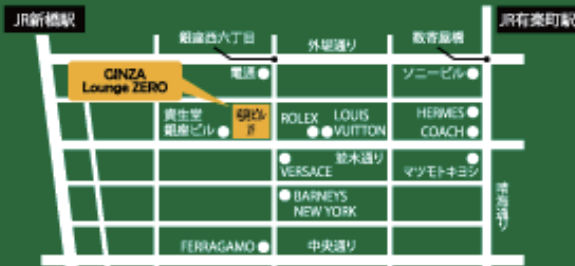 JR新橋駅
JR有楽町駅
銀座西六丁目
外堀通り
数寄屋橋
電通
ソニービル
GINZA
Lounge ZERO
資生堂
銀座ビル
ROLEX
LOUIS
VUITTON
HERMES
COACH
並木通り
VERSACE
マツモトキヨシ
BARNEYS
NEW YORK
晴海通り
FERRAGAMO
中央通り